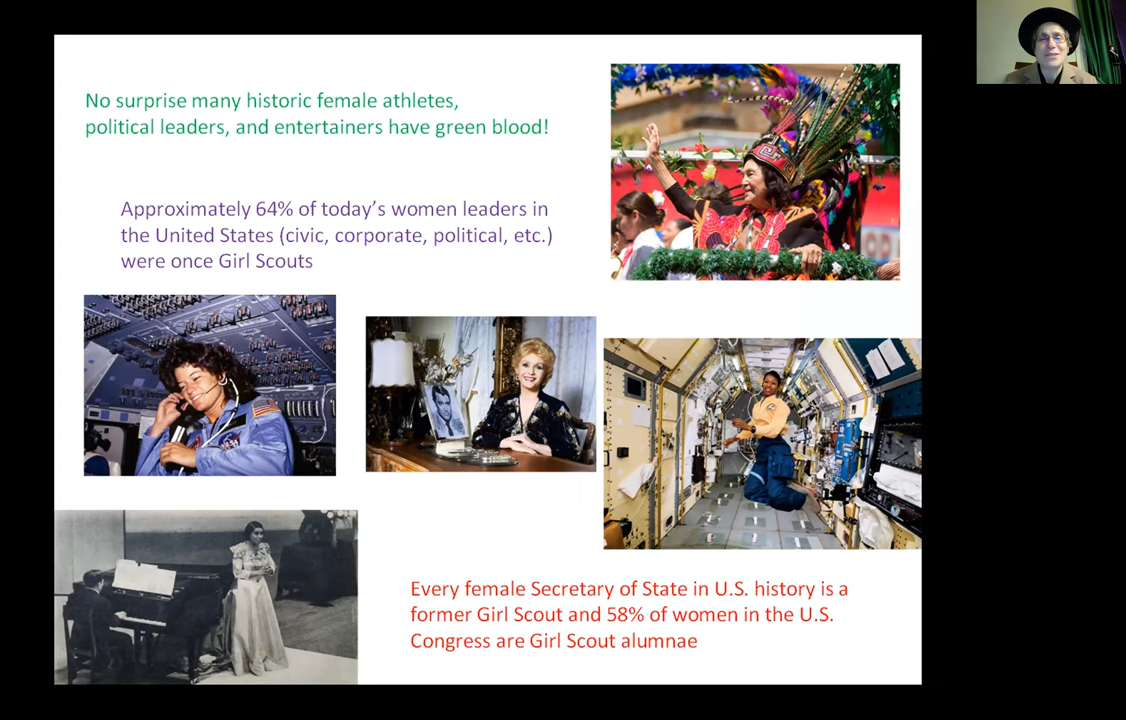 No surprise many historic female athletes,
political leaders, and entertainers have green blood!
Approximately 64% of today’s women leaders in
the United States (civic, corporate, political, etc.)
were once Girl Scouts
Every female Secretary of State in U.S. history is a
former Girl Scout and 58% of women in the U.S.
Congress are Girl Scout alumnae